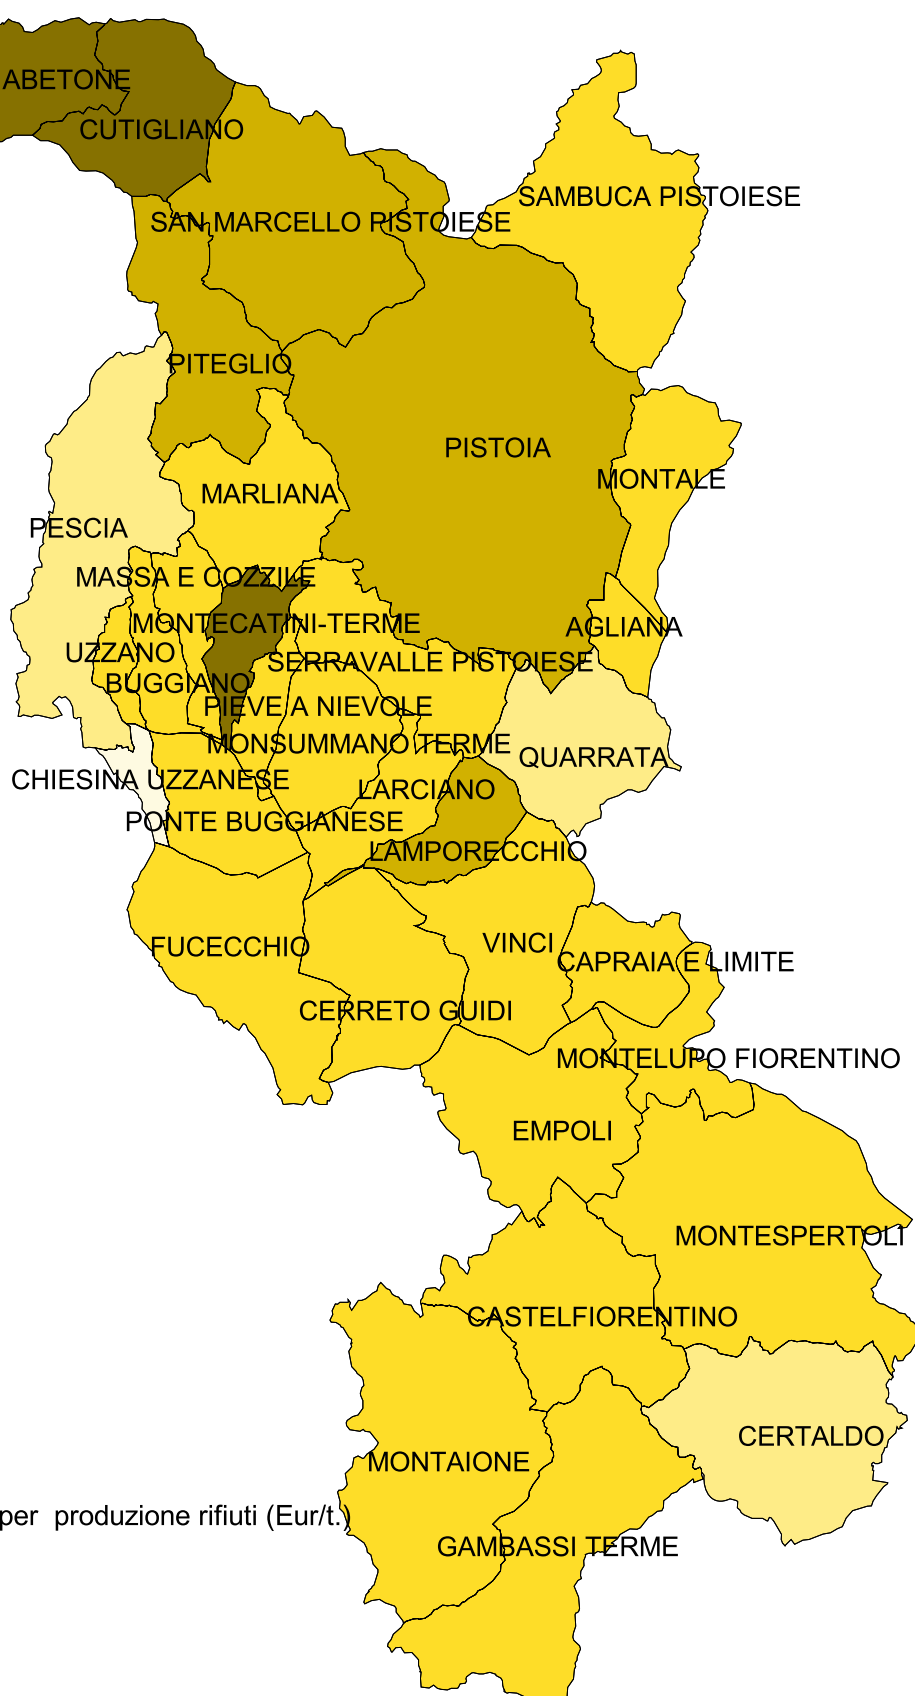 ABETONE
CUTIGLIANO
SAMBUCA PISTOIESE
SAN MARCELLO PISTOIESE
PITEGLIO
PISTOIA
MONTALE
MARLIANA
PESCIA
MASSA E COZZILE
MONTECATINI-TERME
AGLIANA
UZZANO
SERRAVALLE PISTOIESE
BUGGIANO
PIEVE A NIEVOLE
MONSUMMANO TERME
QUARRATA
CHIESINA UZZANESE
LARCIANO
PONTE BUGGIANESE
LAMPORECCHIO
VINCI
FUCECCHIO
CAPRAIA E LIMITE
CERRETO GUIDI
MONTELUPO FIORENTINO
EMPOLI
MONTESPERTOLI
CASTELFIORENTINO
CERTALDO
MONTAIONE
per produzione rifiuti (Eur/t.)
GAMBASSI TERME